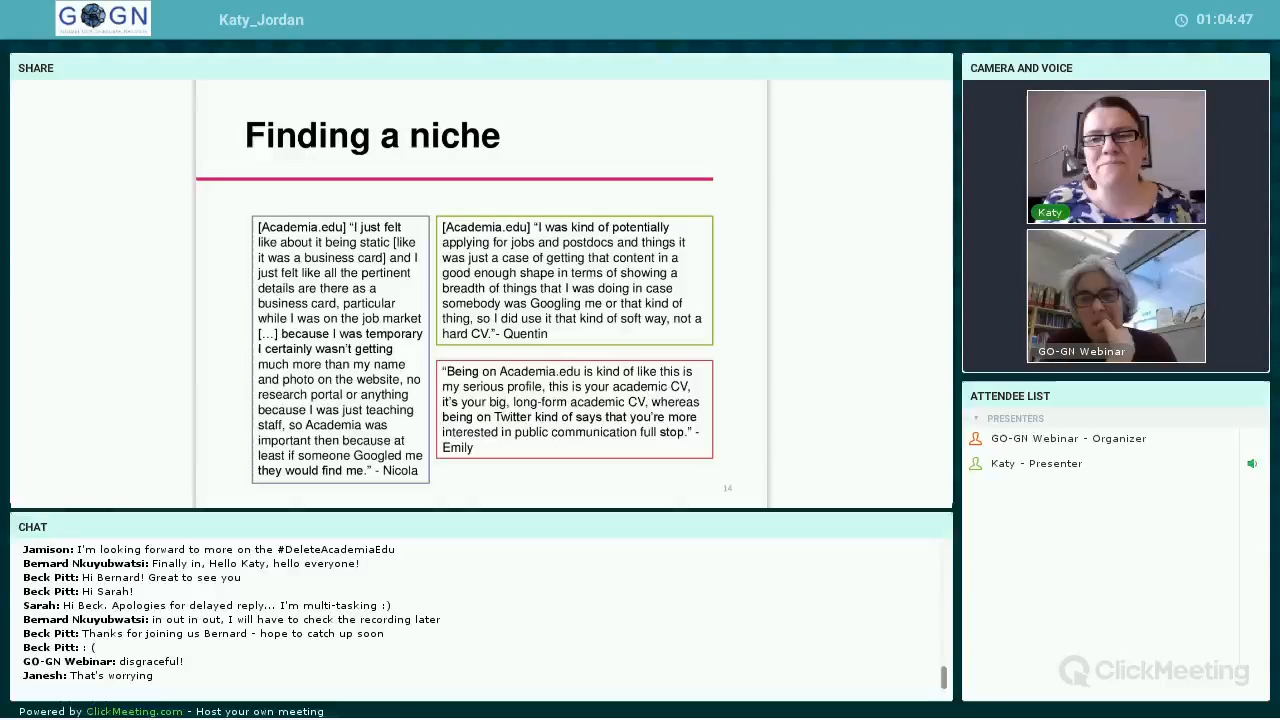 GOGN
Katy_Jordan
01:04:47
SHARE
Finding a niche
[Academia.edu] “I just felt
like about it being static [like
it was a business card] and I
just felt like all the pertinent
details are there as a
business card, particular
while I was on the job market
[…] because I was temporary
I certainly wasn’t getting
much more than my name
and photo on the website, no
research portal or anything
because I was just teaching
staff, so Academia was
important then because at
least if someone Googled me
they would find me.” - Nicola
[Academia.edu] “I was kind of potentially
applying for jobs and postdocs and things it
was just a case of getting that content in a
good enough shape in terms of showing a
breadth of things that I was doing in case
somebody was Googling me or that kind of
thing, so I did use it that kind of soft way, not a
hard CV.”- Quentin
“Being on Academia.edu is kind of like this is
my serious profile, this is your academic CV,
it’s your big, long-form academic CV, whereas
being on Twitter kind of says that you’re more
interested in public communication full stop.” -
Emily
14
CAMERA AND VOICE
Katy
GO-GN Webinar
ATTENDEE LIST
PRESENTERS
GO-GN Webinar - Organizer
Katy - Presenter
CHAT
Jamison: I'm looking forward to more on the #DeleteAcademiaEdu
Bernard Nkuyubwatsi: Finally in, Hello Katy, hello everyone!
Beck Pitt: Hi Bernard! Great to see you
Beck Pitt: Hi Sarah!
Sarah: Hi Beck. Apologies for delayed reply... I'm multi-tasking :)
Bernard Nkuyubwatsi: in out in out, I will have to check the recording later
Beck Pitt: Thanks for joining us Bernard - hope to catch up soon
Beck Pitt: : (
GO-GN Webinar: disgraceful!
Janesh: That's worrying
ClickMeeting
Powered by ClickMeeting.com - Host your own meeting